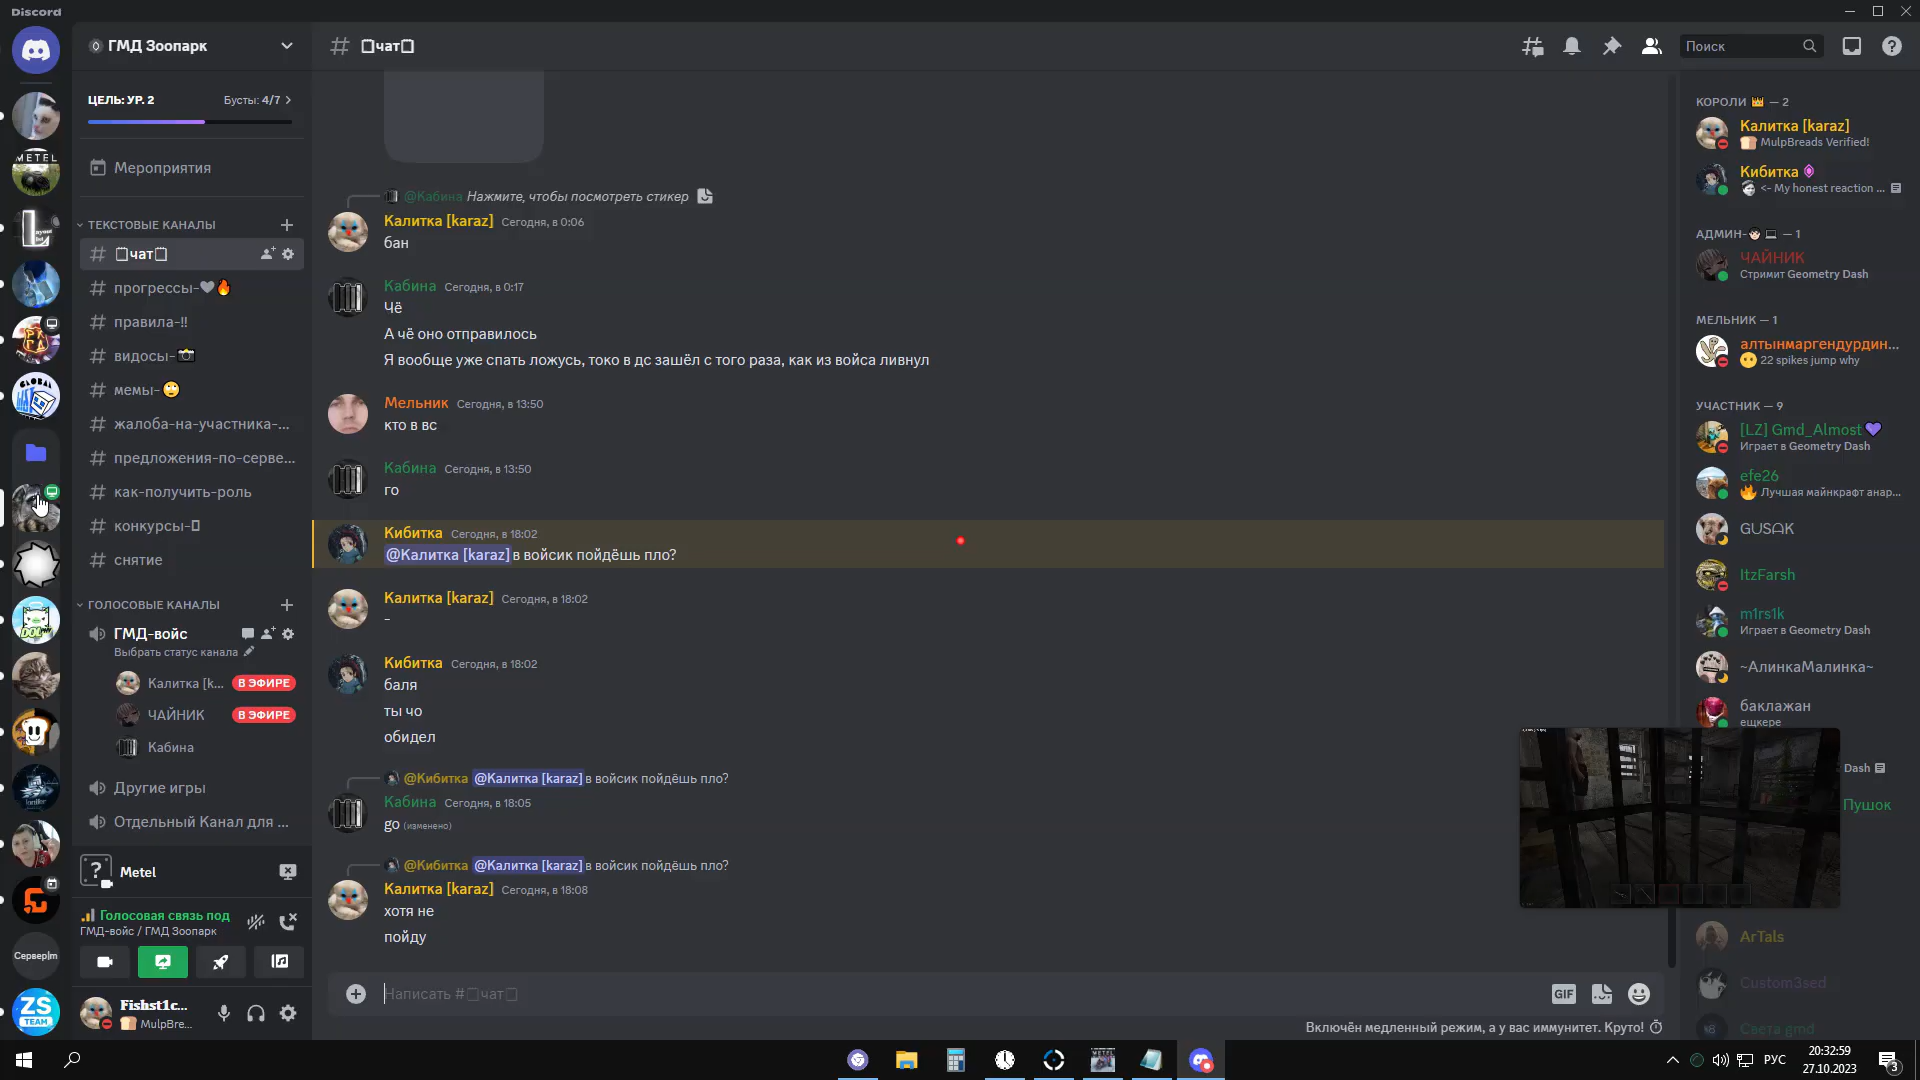 Discord
ГМД Зоопарк
ЦЕЛЬ: УР. 2
Бусты: 4/7
Мероприятия
ТЕКСТОВЫЕ КАНАЛЫ
чат
прогрессы-🖤🔥
правила-‼
видосы-📷
мемы-🙄
жалоба-на-участника-...
предложения-по-серве...
как-получить-роль
конкурсы-
снятие
ГОЛОСОВЫЕ КАНАЛЫ
ГМД-войс
Выбрать статус канала
Калитка [k...
В ЭФИРЕ
ЧАЙНИК
В ЭФИРЕ
Кабина
Другие игры
Отдельный Канал для ...
Metel
Голосовая связь под
ГМД-войс / ГМД Зоопарк
Fishst1c...
MulpBre...
METEL
GLOBAL
DOLPHY
Сервер|m
ZS
TEAM
чат
Поиск
@Кабина Нажмите, чтобы посмотреть стикер
Калитка [karaz] Сегодня, в 0:06
бан
Кабина Сегодня, в 0:17
Чё
А чё оно отправилось
Я вообще уже спать ложусь, токо в дс зашёл с того раза, как из войса ливнул
Мельник Сегодня, в 13:50
кто в вс
Кабина Сегодня, в 13:50
го
Кибитка Сегодня, в 18:02
@Калитка [karaz] в войсик пойдёшь пло?
Калитка [karaz] Сегодня, в 18:02
-
Кибитка Сегодня, в 18:02
баля
ты чо
обидел
@Кибитка @Калитка [karaz] в войсик пойдёшь пло?
Кабина Сегодня, в 18:05
go (изменено)
@Кибитка @Калитка [karaz] в войсик пойдёшь пло?
Калитка [karaz] Сегодня, в 18:08
хотя не
пойду
Написать #чат
GIF
Включён медленный режим, а у вас иммунитет. Круто!
КОРОЛИ 👑 — 2
Калитка [karaz]
MulpBreads Verified!
Кибитка
<- My honest reaction ...
АДМИН-👨🏻‍💻 — 1
ЧАЙНИК
Стримит Geometry Dash
МЕЛЬНИК — 1
алтынмаргендурдин...
22 spikes jump why
УЧАСТНИК — 9
[LZ] Gmd_Almost 💜
Играет в Geometry Dash
efe26
🔥 Лучшая майнкрафт анар...
GUSAK
ItzFarsh
m1rs1k
Играет в Geometry Dash
~АлинкаМалинка~
баклажан
ещкере
Dash
Пушок
ArTals
Custom3sed
Света gmd
РУС
20:32:59
27.10.2023
3